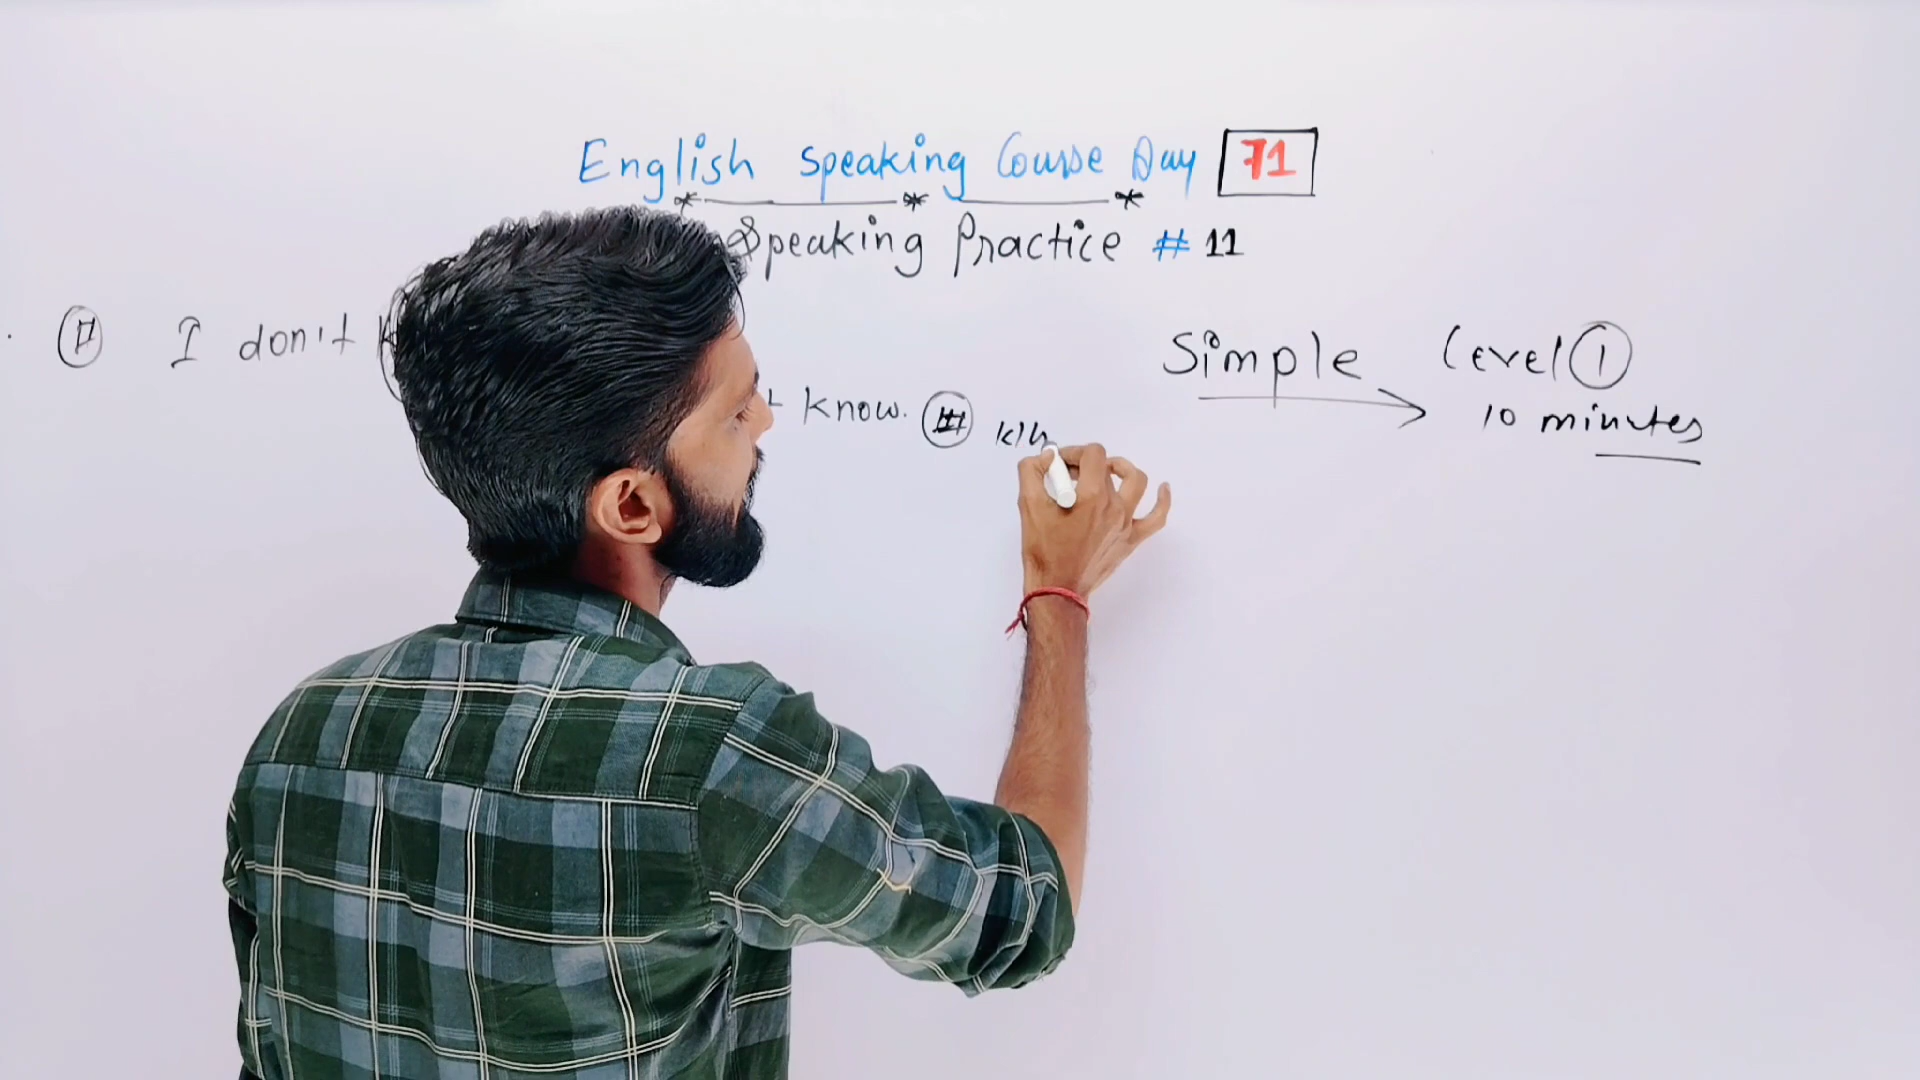 English Speaking Course Day 71
Speaking Practice # 11
# I don't
Simple Level 1
know. #
10 minutes